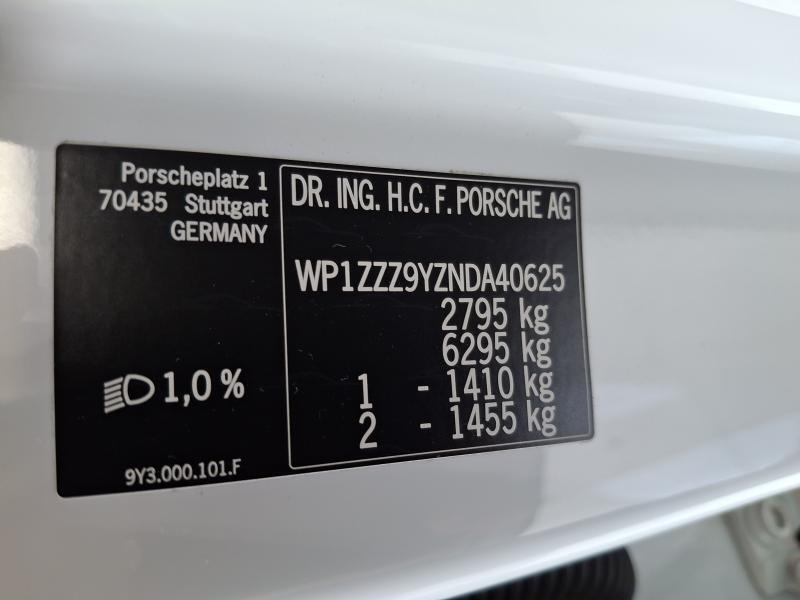 Porscheplatz 1
70435 Stuttgart
GERMANY
1,0 %
9Y3.000.101.F
DR. ING. H.C. F. PORSCHE AG
WP1ZZZ9YZNDA40625
2795 kg
6295 kg
1 - 1410 kg
2 - 1455 kg